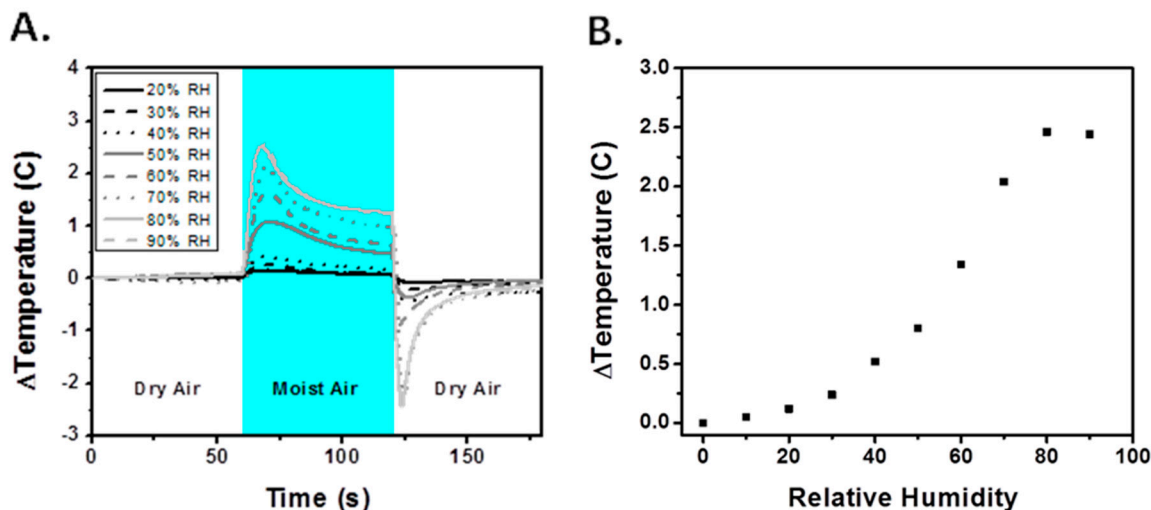 A.
4
3
2
1
0
-1
-2
-3
ΔTemperature (C)
20% RH
30% RH
40% RH
50% RH
60% RH
70% RH
80% RH
90% RH
Dry Air
Moist Air
Dry Air
0
50
100
150
Time (s)
B.
3.0
2.5
2.0
1.5
1.0
0.5
0.0
ΔTemperature (C)
0
20
40
60
80
100
Relative Humidity